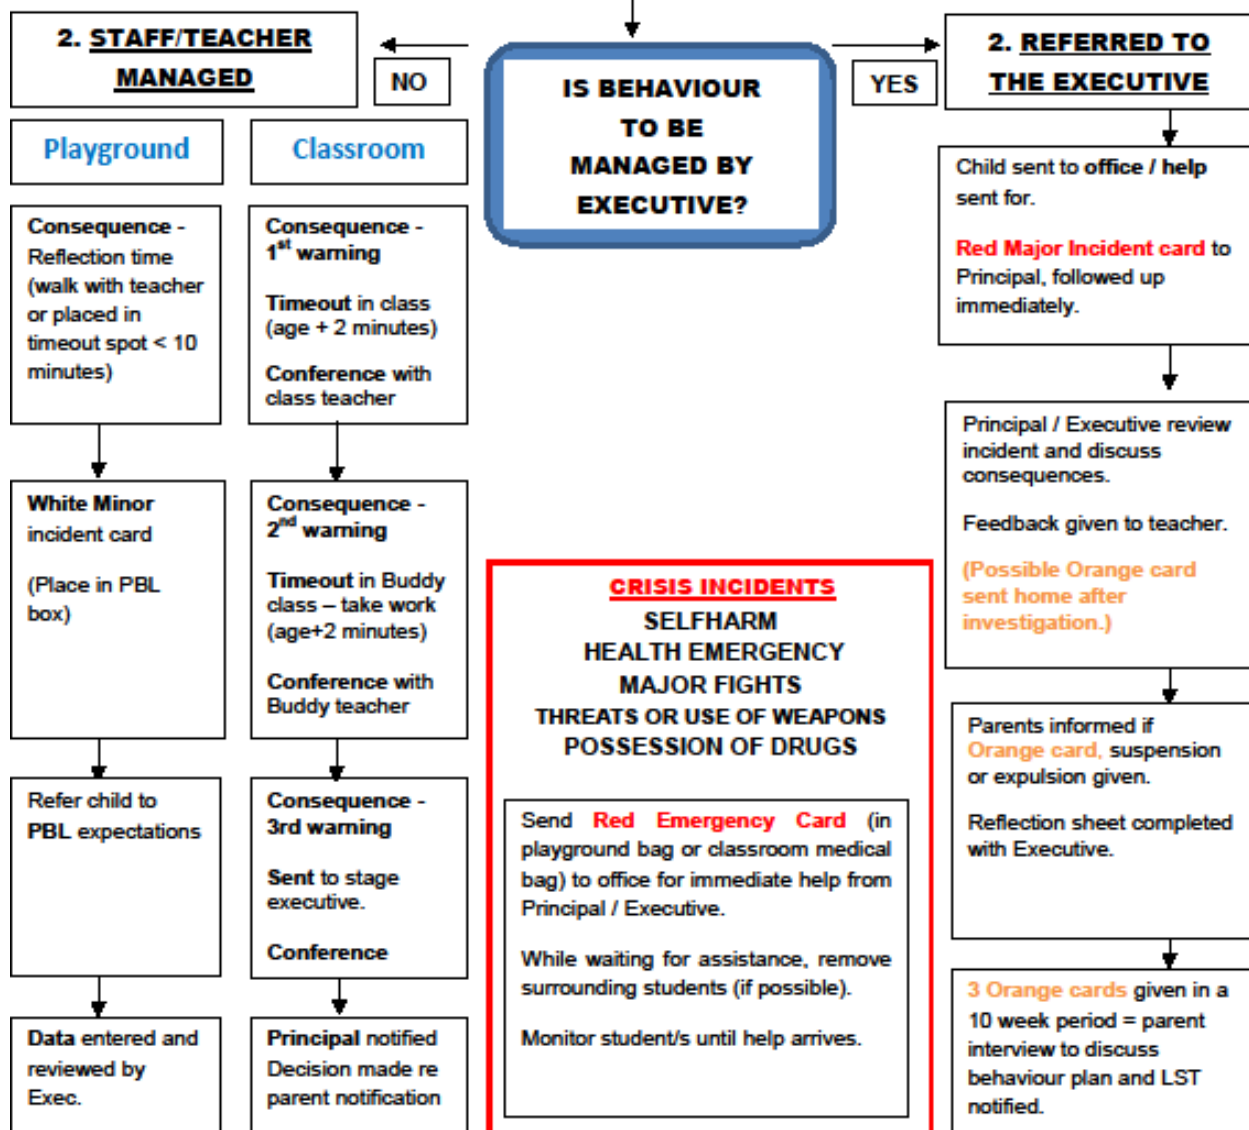 2. STAFF/TEACHER
MANAGED
NO
IS BEHAVIOUR
TO BE
MANAGED BY
EXECUTIVE?
YES
2. REFERRED TO
THE EXECUTIVE
Playground
Consequence -
Reflection time
(walk with teacher
or placed in
timeout spot < 10
minutes)
White Minor
incident card
(Place in PBL
box)
Refer child to
PBL expectations
Data entered and
reviewed by
Exec.
Classroom
Consequence -
1st warning
Timeout in class
(age + 2 minutes)
Conference with
class teacher
Consequence -
2nd warning
Timeout in Buddy
class – take work
(age+2 minutes)
Conference with
Buddy teacher
Consequence -
3rd warning
Sent to stage
executive.
Conference
Principal notified
Decision made re
parent notification
CRISIS INCIDENTS
SELFHARM
HEALTH EMERGENCY
MAJOR FIGHTS
THREATS OR USE OF WEAPONS
POSSESSION OF DRUGS
Send Red Emergency Card (in
playground bag or classroom medical
bag) to office for immediate help from
Principal / Executive.
While waiting for assistance, remove
surrounding students (if possible).
Monitor student/s until help arrives.
Child sent to office / help
sent for.
Red Major Incident card to
Principal, followed up
immediately.
Principal / Executive review
incident and discuss
consequences.
Feedback given to teacher.
(Possible Orange card
sent home after
investigation.)
Parents informed if
Orange card, suspension
or expulsion given.
Reflection sheet completed
with Executive.
3 Orange cards given in a
10 week period = parent
interview to discuss
behaviour plan and LST
notified.